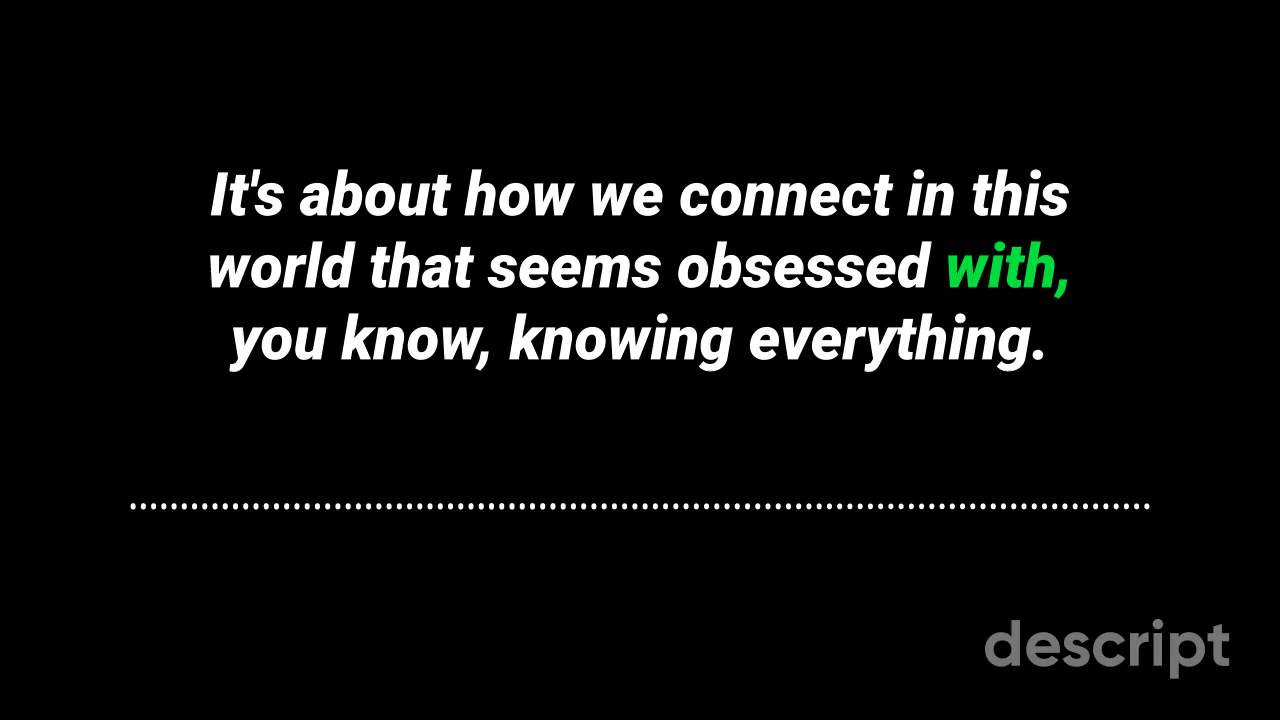 It's about how we connect in this
world that seems obsessed with,
you know, knowing everything.
descript